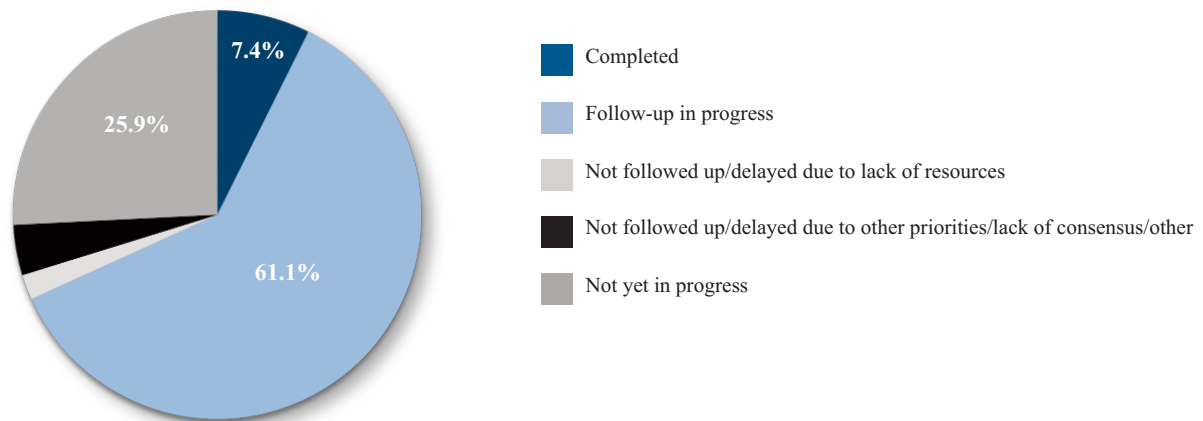 7.4%
25.9%
61.1%
Completed
Follow-up in progress
Not followed up/delayed due to lack of resources
Not followed up/delayed due to other priorities/lack of consensus/other
Not yet in progress